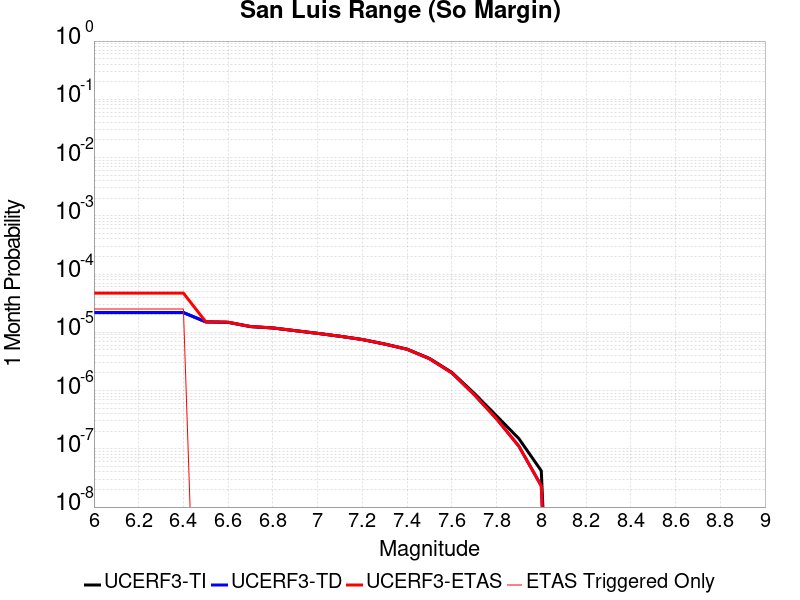 San Luis Range (So Margin)
10^0
10^-1
10^-2
10^-3
10^-4
10^-5
10^-6
10^-7
10^-8
1 Month Probability
6 6.2 6.4 6.6 6.8 7 7.2 7.4 7.6 7.8 8 8.2 8.4 8.6 8.8 9
Magnitude
UCERF3-TI UCERF3-TD UCERF3-ETAS ETAS Triggered Only